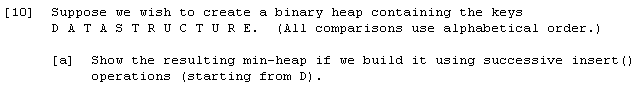 [10] Suppose we wish to create a binary heap containing the keys
D A T A S T R U C T U R E. (All comparisons use alphabetical order.)
[a] Show the resulting min-heap if we build it using successive insert()
operations (starting from D).